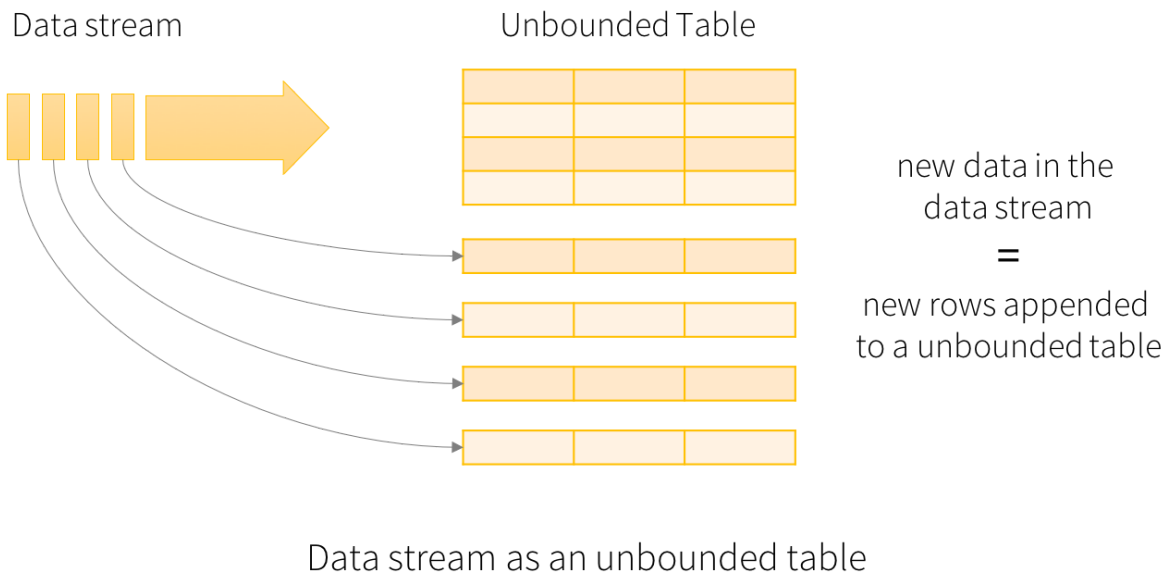 Data stream
Unbounded Table
new data in the
data stream
=
new rows appended
to a unbounded table
Data stream as an unbounded table